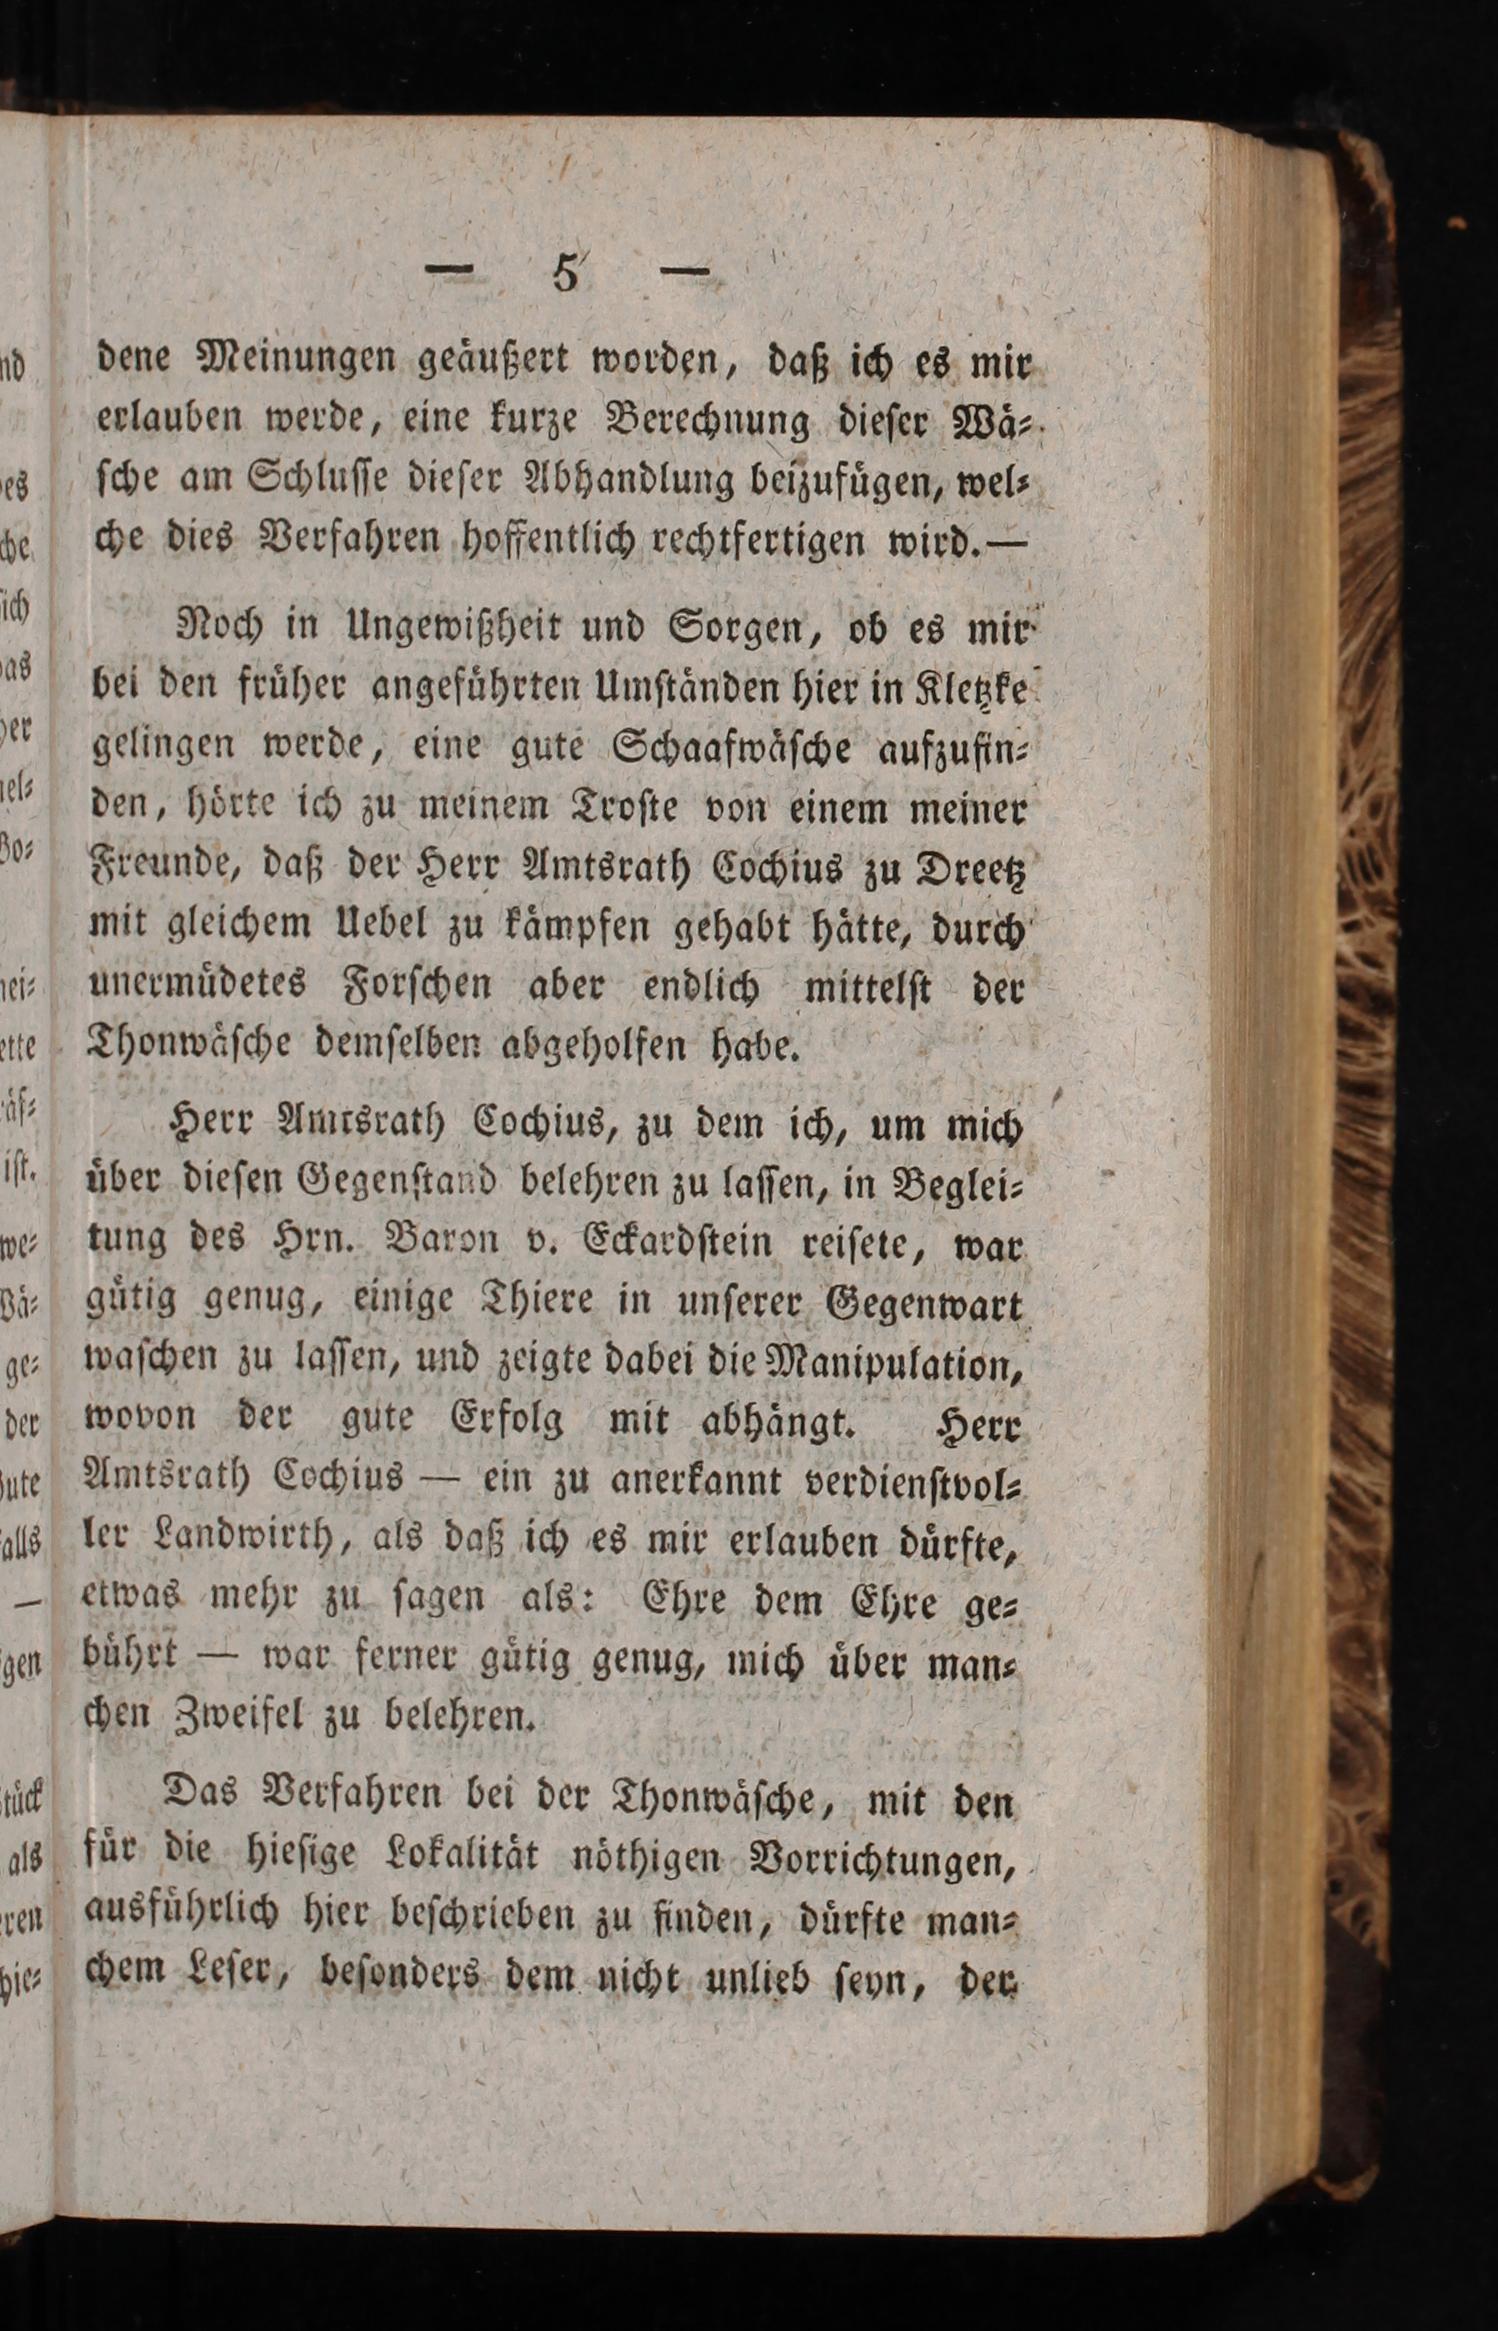 — 5 —
dene Meinungen geäußert worden, daß ich es mir
erlauben werde, eine kurze Berechnung dieſer Wä⸗
ſche am Schluſſe dieſer Abhandlung beizufügen, wel⸗
che dies Verfahren hoffentlich rechtfertigen wird.—
Noch in Ungewißheit und Sorgen, ob es mir
bei den früher angeführten Umſtänden hier in Kletzke
gelingen werde, eine gute Schaafwäſche aufzufin⸗
den, hörte ich zu meinem Troſte von einem meiner
Freunde, daß der Herr Amtsrath Cochius zu Dreetz
mit gleichem Uebel zu kämpfen gehabt hätte, durch
unermüdetes Forſchen aber endlich mittelſt der
Thonwäſche demſelben abgeholfen habe.
Herr Amtsrath Cochius, zu dem ich, um mich
über dieſen Gegenſtand belehren zu laſſen, in Beglei⸗
tung des Hrn. Baron v. Eckardſtein reiſete, war
gütig genug, einige Thiere in unſerer Gegenwart
waſchen zu laſſen, und zeigte dabei die Manipulation,
wovon der gute Erfolg mit abhängt. Herr
Amtsrath Cochius — ein zu anerkannt verdienſtvol⸗
ler Landwirth, als daß ich es mir erlauben dürfte,
etwas mehr zu ſagen als: Ehre dem Ehre ge⸗
bührt — war ferner gütig genug, mich über man⸗
chen Zweifel zu belehren.
Das Verfahren bei der Thonwäſche, mit den
für die hieſige Lokalität nöthigen Vorrichtungen,
ausführlich hier beſchrieben zu finden, dürfte man⸗
chem Leſer, beſonders dem nicht unlieb ſeyn, der